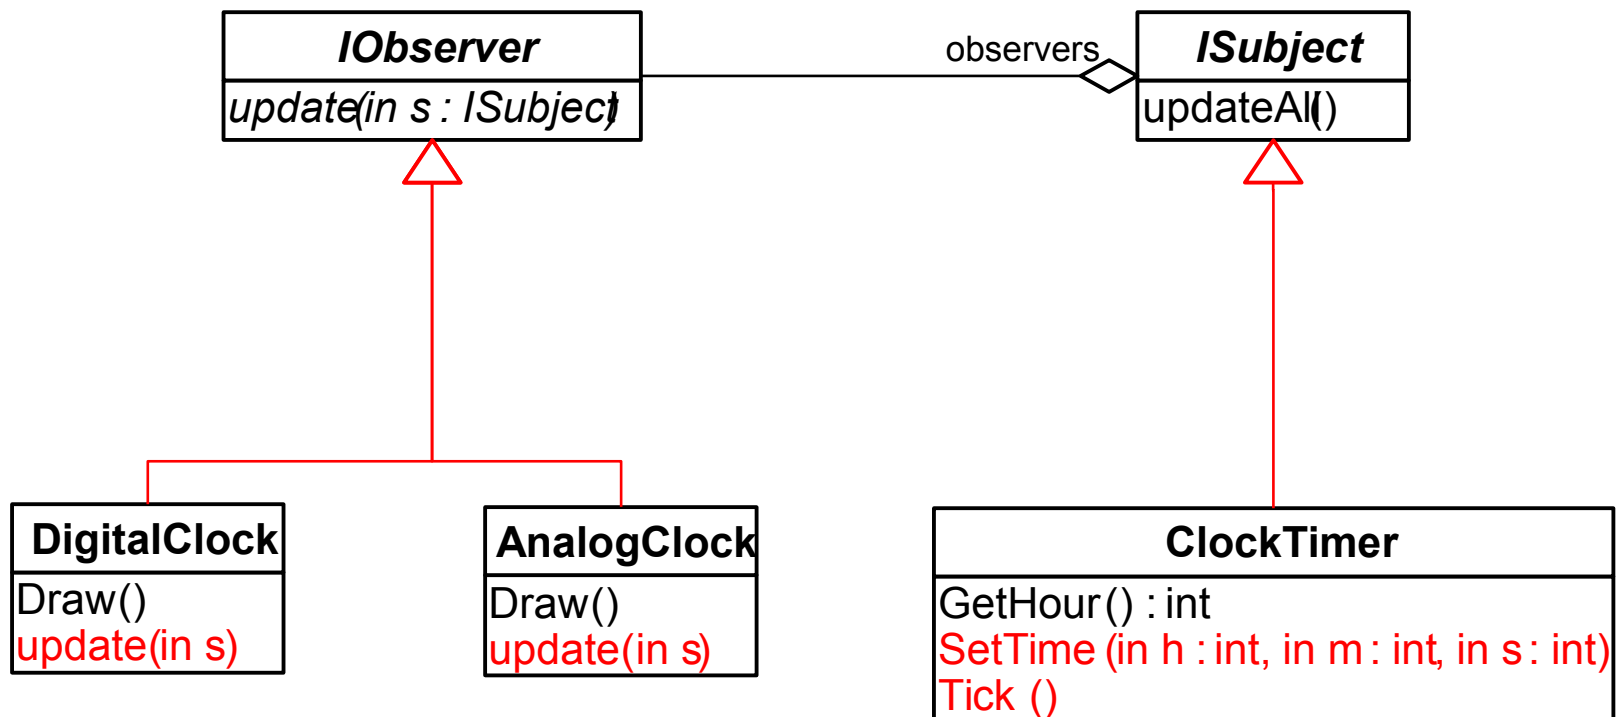 IObserver
update(in s : ISubject)
observers
ISubject
updateAll()
DigitalClock
Draw()
update(in s)
AnalogClock
Draw()
update(in s)
ClockTimer
GetHour() : int
SetTime (in h : int, in m : int, in s : int)
Tick ()